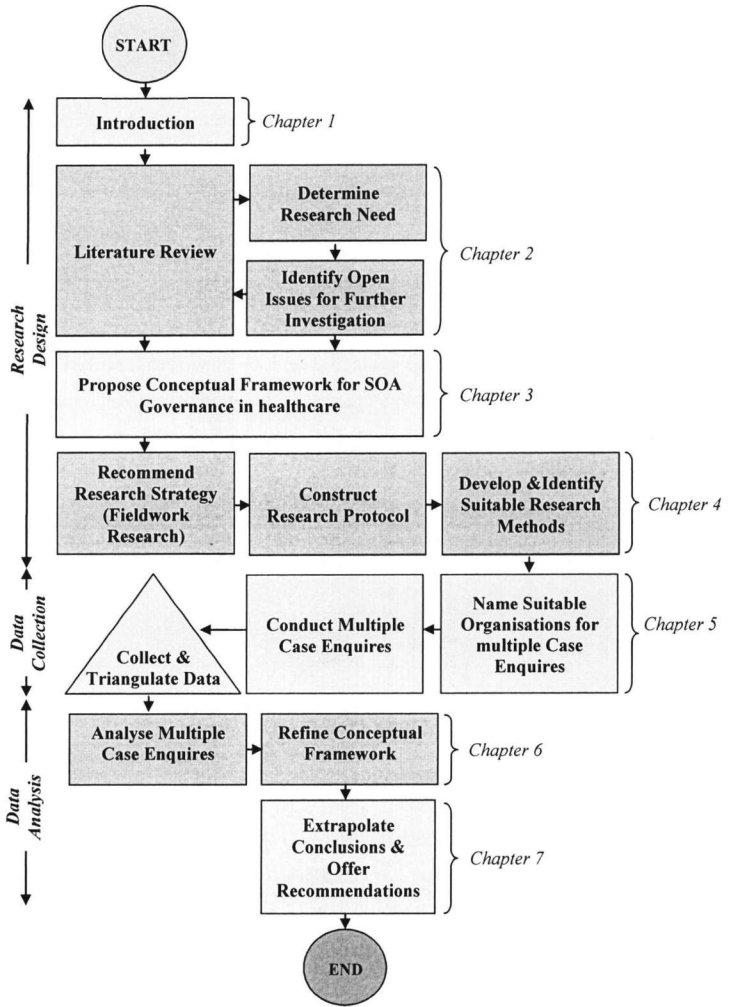 START
Introduction
Chapter 1
Literature Review
Determine
Research Need
Identify Open
Issues for Further
Investigation
Chapter 2
Propose Conceptual Framework for SOA
Governance in healthcare
Chapter 3
Research
Design
Recommend
Research Strategy
(Fieldwork
Research)
Construct
Research Protocol
Develop &Identify
Suitable Research
Methods
Chapter 4
Data
Collection
Name Suitable
Organisations for
multiple Case
Enquires
Conduct Multiple
Case Enquires
Collect &
Triangulate Data
Chapter 5
Data
Analysis
Analyse Multiple
Case Enquires
Refine Conceptual
Framework
Chapter 6
Extrapolate
Conclusions &
Offer
Recommendations
Chapter 7
END